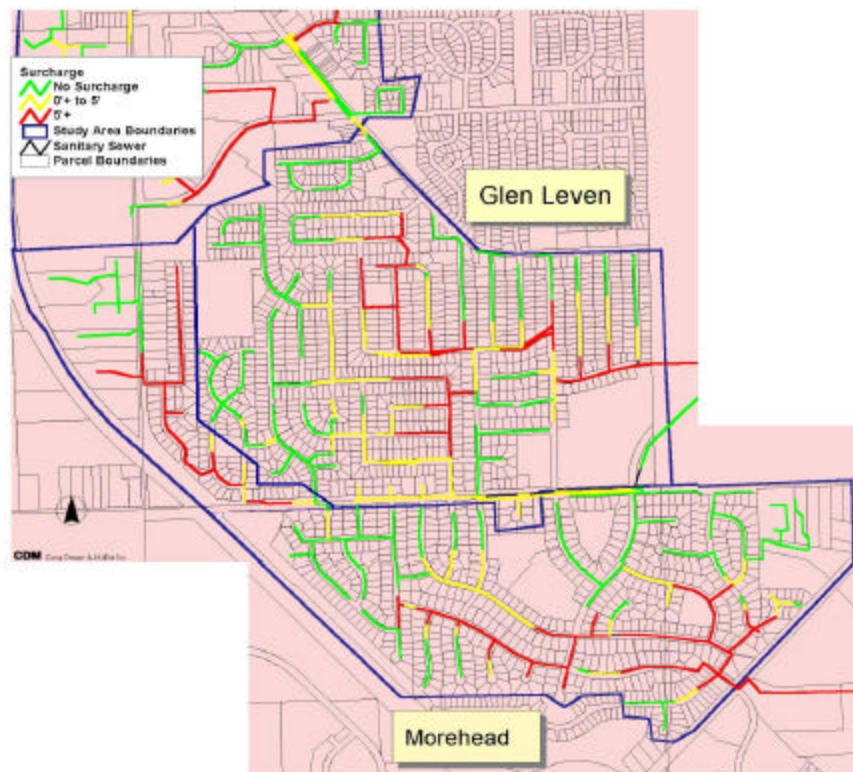 Surcharge
No Surcharge
0'+ to 5'
5'+
Study Area Boundaries
Sanitary Sewer
Parcel Boundaries
Glen Leven
CDM
Morehead